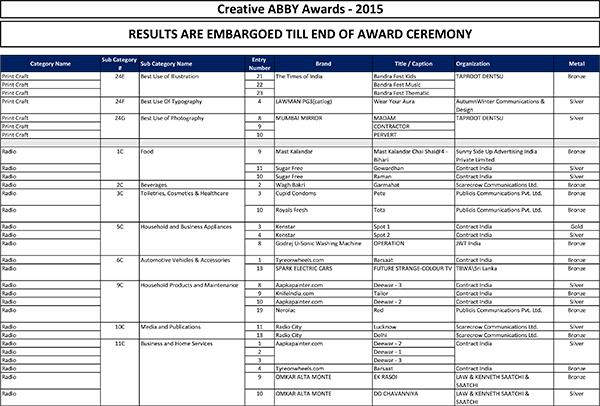 Creative ABBY Awards - 2015
RESULTS ARE EMBARGOED TILL END OF AWARD CEREMONY
Category Name Sub Category # Sub Category Name Entry Number Brand Title / Caption Organization Metal
Print Craft 24E Best Use of Illustration 21 The Times of India Bandra Fest Kids TAPROOT DENTSU Bronze
Print Craft 22 Bandra Fest Music
Print Craft 23 Bandra Fest Thematic
Print Craft 24F Best Use Of Typography 4 LAWMAN PG3(catlog) Wear Your Aura AutumnWinter Communications & Design Silver
Print Craft 24G Best Use of Photography 8 MUMBAI MIRROR MADAM TAPROOT DENTSU Silver
Print Craft 9 CONTRACTOR
Print Craft 10 PERVERT
Radio 1C Food 9 Mast Kalandar Mast Kalandar Chai Shai@4 - Bihari Sunny Side Up Advertising India Private Limited Bronze
Radio 11 Sugar Free Gowardhan Contract India Silver
Radio 10 Sugar Free Raman Contract India Silver
Radio 2C Beverages 2 Wagh Bakri Garmahat Scarecrow Communications Ltd. Bronze
Radio 3C Toiletries, Cosmetics & Healthcare 3 Cupid Condoms Pete Publicis Communications Pvt. Ltd. Bronze
Radio 10 Royals Fresh Tota Publicis Communications Pvt. Ltd. Bronze
Radio 5C Household and Business Appliances 3 Kenstar Spot 1 Contract India Gold
Radio 4 Kenstar Spot 2 Contract India Silver
Radio 8 Godrej U-Sonic Washing Machine OPERATION JWT India Bronze
Radio 6C Automotive Vehicles & Accessories 1 Tyreonwheels.com Barsaat Contract India Bronze
Radio 13 SPARK ELECTRIC CARS FUTURE STRANGE-COLOUR TV TBWA\Sri Lanka Bronze
Radio 9C Household Products and Maintenance 8 Aapkapainter.com Deewar - 3 Contract India Silver
Radio 9 Knifeindia.com Tailor Contract India Bronze
Radio 10 Aapkapainter.com Deewar - 2 Contract India Silver
Radio 19 Nerolac Red Publicis Communications Pvt. Ltd. Bronze
Radio 10C Media and Publications 11 Radio City Lucknow Scarecrow Communications Ltd. Silver
Radio 13 Radio City Delhi Scarecrow Communications Ltd. Bronze
Radio 11C Business and Home Services 1 Aapkapainter.com Deewar - 2 Contract India Silver
Radio 2 Deewar - 1
Radio 3 Deewar - 3
Radio 4 Tyreonwheels.com Barsaat Contract India Bronze
Radio 9 OMKAR ALTA MONTE EK RASOI LAW & KENNETH SAATCHI & SAATCHI Bronze
Radio 10 OMKAR ALTA MONTE DO CHAVANNIYA LAW & KENNETH SAATCHI & SAATCHI Silver